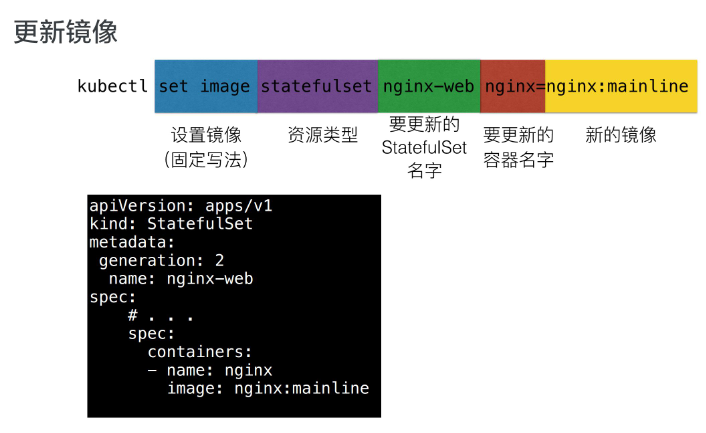 更新镜像
kubectl set image statefulset nginx-web nginx=nginx:mainline
设置镜像
（固定写法）
资源类型
要更新的
StatefulSet
名字
要更新的
容器名字
新的镜像
apiVersion: apps/v1
kind: StatefulSet
metadata:
 generation: 2
  name: nginx-web
spec:
    # . . .
    spec:
      containers:
      - name: nginx
        image: nginx:mainline